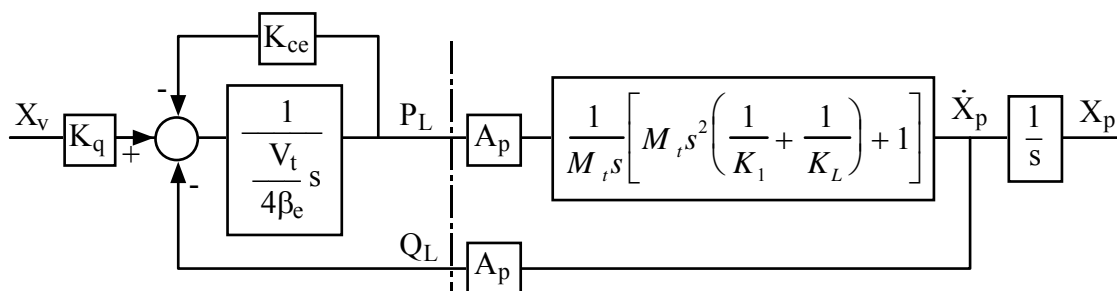 K_ce
-
X_v
K_q
+
-
1 / (V_t / 4β_e) s
P_L
A_p
1 / (M_t s) [ M_t s² ( 1/K_1 + 1/K_L ) + 1 ]
Ẋ_p
1/s
X_p
Q_L
A_p